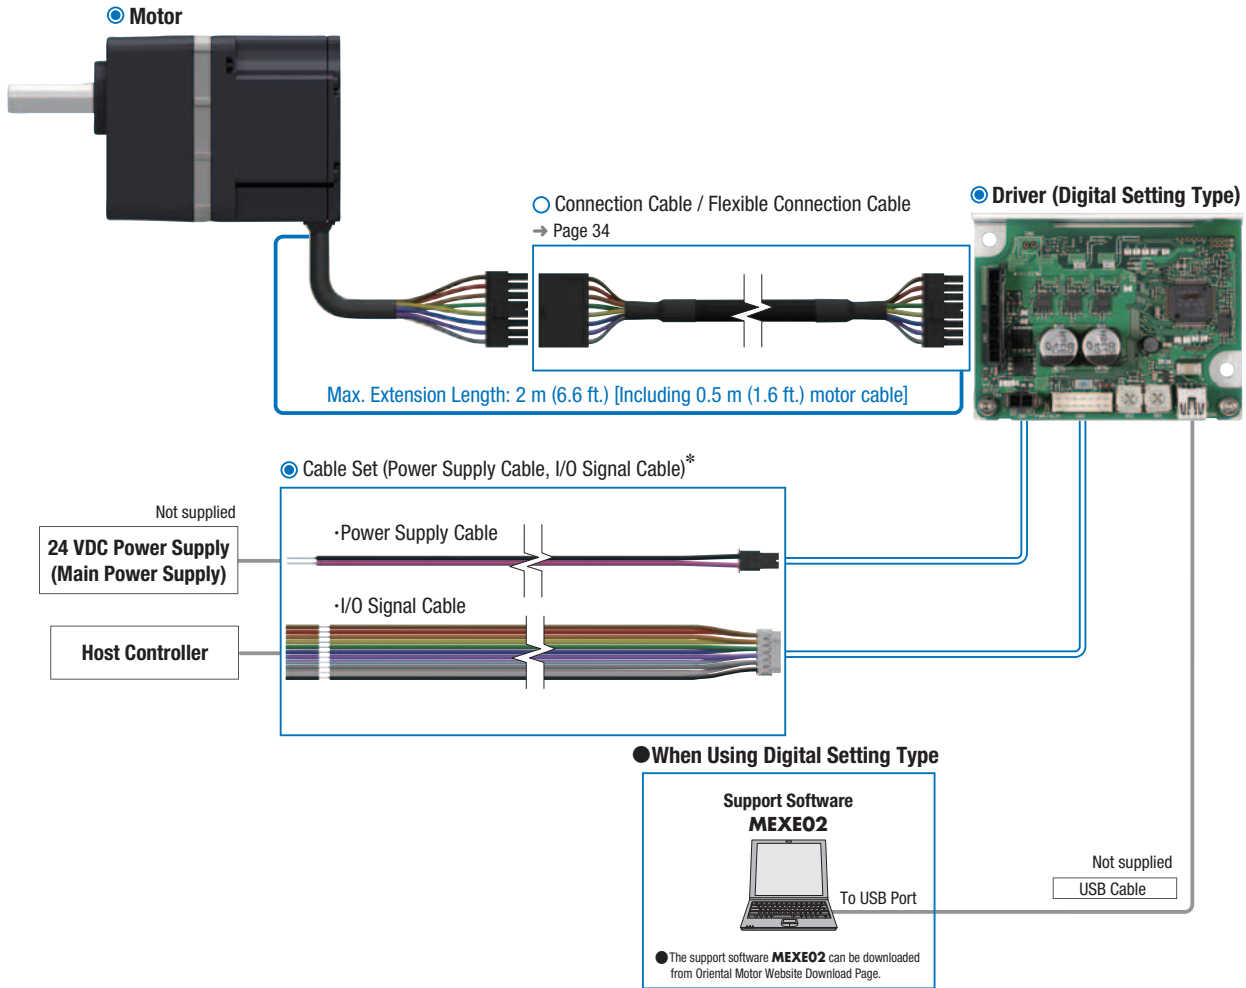 Motor
Connection Cable / Flexible Connection Cable
→ Page 34
Driver (Digital Setting Type)
Max. Extension Length: 2 m (6.6 ft.) [Including 0.5 m (1.6 ft.) motor cable]
Cable Set (Power Supply Cable, I/O Signal Cable)*
Not supplied
24 VDC Power Supply
(Main Power Supply)
·Power Supply Cable
·I/O Signal Cable
Host Controller
●When Using Digital Setting Type
Support Software
MEXE02
To USB Port
Not supplied
USB Cable
●The support software MEXE02 can be downloaded
from Oriental Motor Website Download Page.